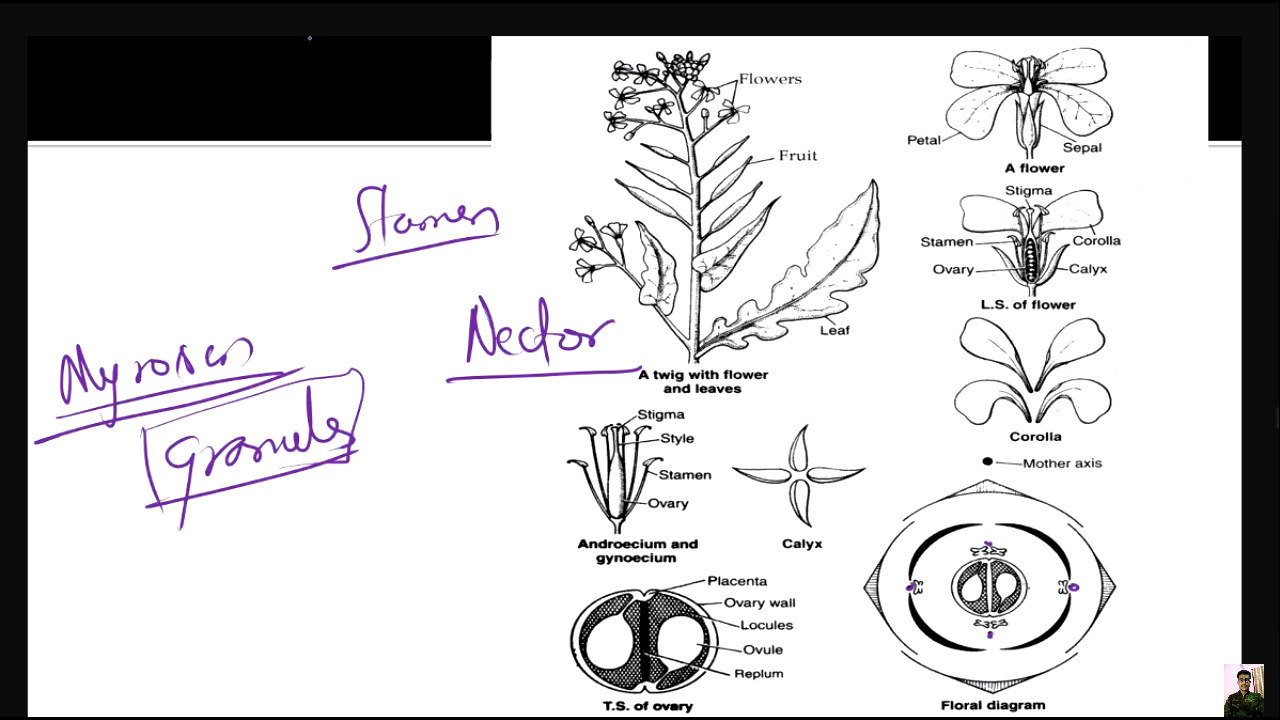 Stamen
Nector
Myrosen
Granules
Flowers
Fruit
Leaf
A twig with flower
and leaves
Petal
Sepal
A flower
Stigma
Stamen
Corolla
Ovary
Calyx
L.S. of flower
Corolla
Stigma
Style
Stamen
Ovary
Androecium and
gynoecium
Calyx
Mother axis
Placenta
Ovary wall
Locules
Ovule
Replum
T.S. of ovary
Floral diagram